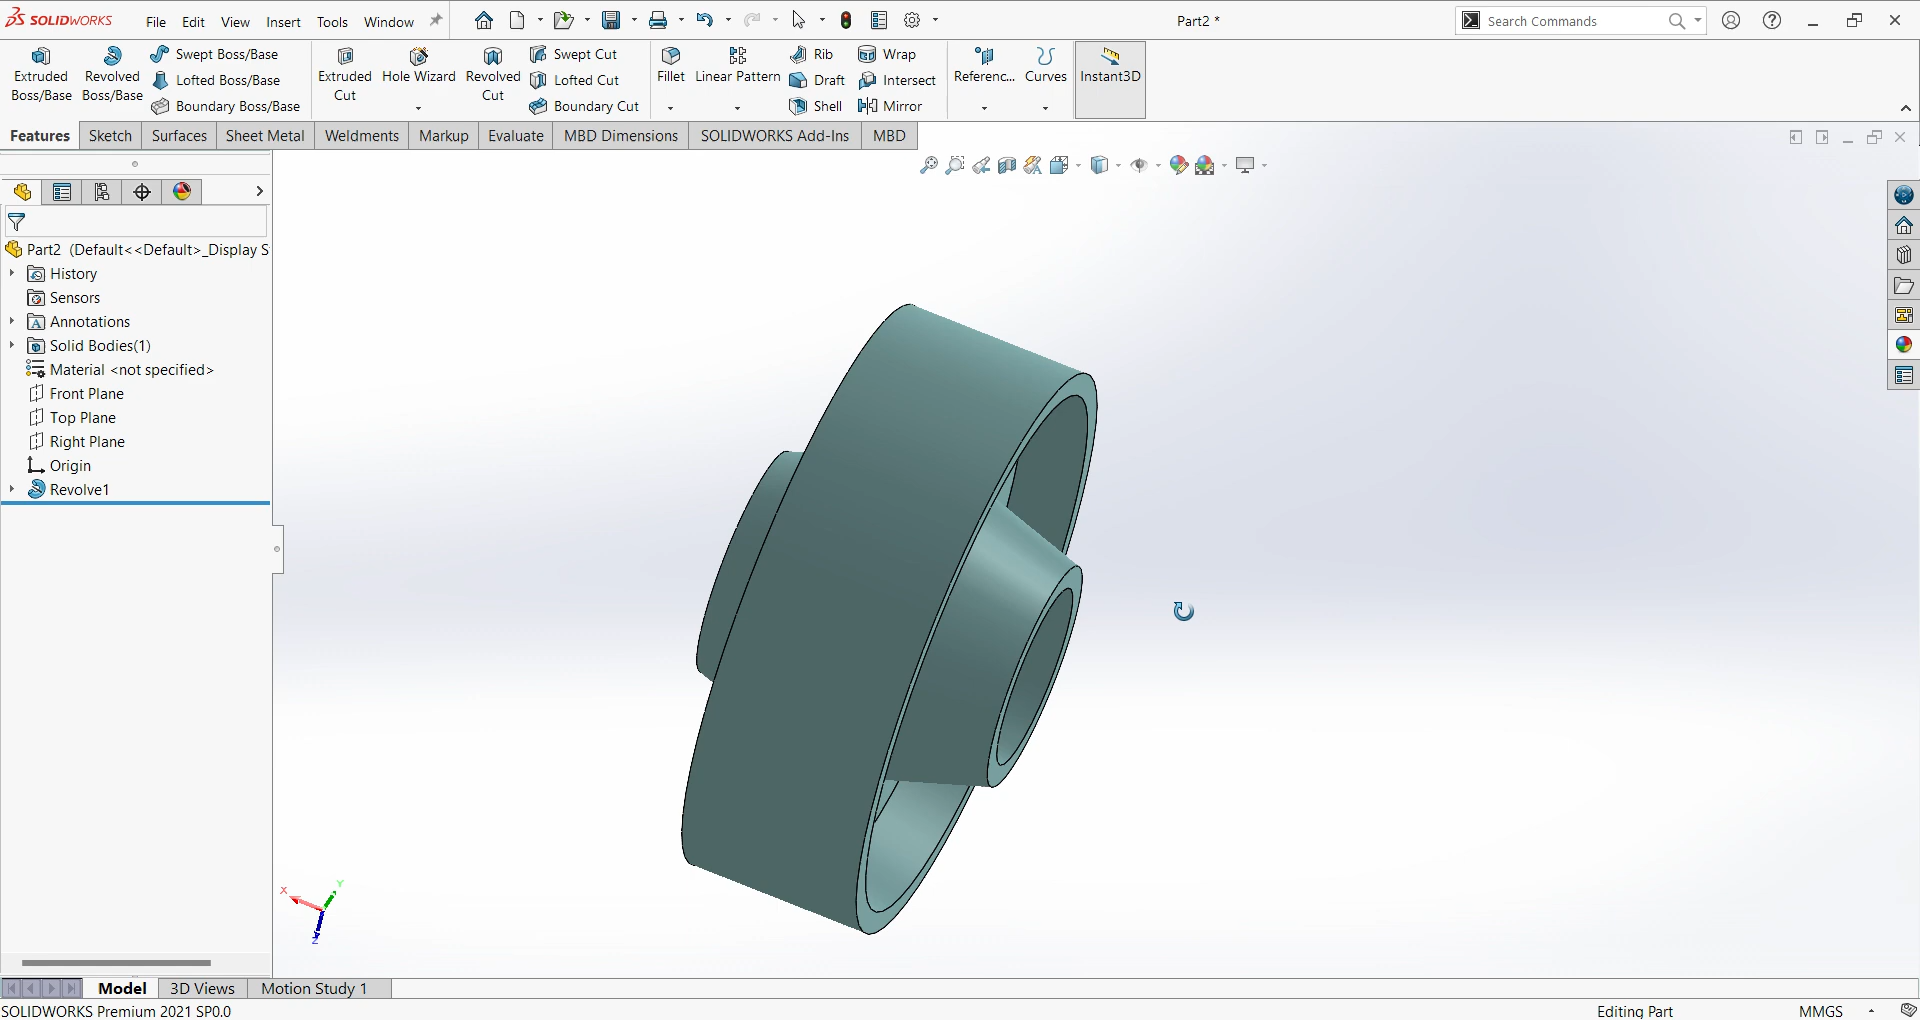 SOLIDWORKS File Edit View Insert Tools Window Part2 * Search Commands
Extruded Boss/Base
Revolved Boss/Base
Swept Boss/Base
Lofted Boss/Base
Boundary Boss/Base
Extruded Cut
Hole Wizard
Revolved Cut
Swept Cut
Lofted Cut
Boundary Cut
Fillet
Linear Pattern
Rib
Draft
Shell
Wrap
Intersect
Mirror
Referenc...
Curves
Instant3D
Features Sketch Surfaces Sheet Metal Weldments Markup Evaluate MBD Dimensions SOLIDWORKS Add-Ins MBD
Part2 (Default<<Default>_Display S
History
Sensors
Annotations
Solid Bodies(1)
Material <not specified>
Front Plane
Top Plane
Right Plane
Origin
Revolve1
X
Y
Z
Model 3D Views Motion Study 1
SOLIDWORKS Premium 2021 SP0.0 Editing Part MMGS